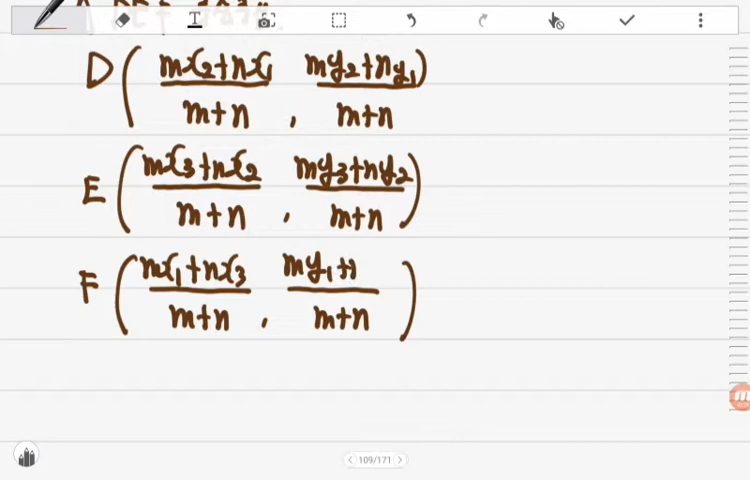 D ( mx₂+nx₁ / m+n , my₂+ny₁ / m+n )
E ( mx₃+nx₂ / m+n , my₃+ny₂ / m+n )
F ( mx₁+nx₃ / m+n , my₁+ / m+n )
109/171